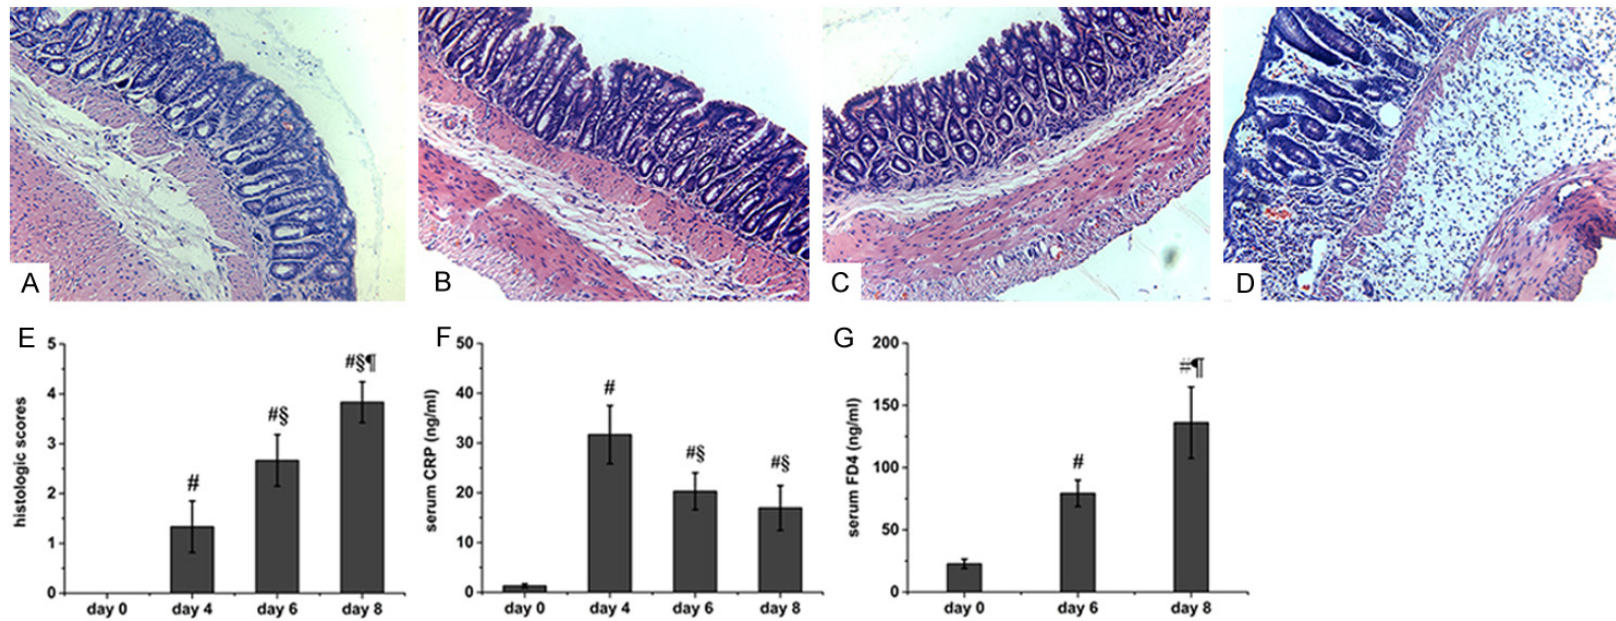 A
B
C
D
E
histologic scores
5
4
3
2
1
0
#
#§
#§¶
day 0
day 4
day 6
day 8
F
serum CRP (ng/ml)
50
40
30
20
10
0
#
#§
#§
day 0
day 4
day 6
day 8
G
serum FD4 (ng/ml)
200
150
100
50
0
#
#¶
day 0
day 6
day 8